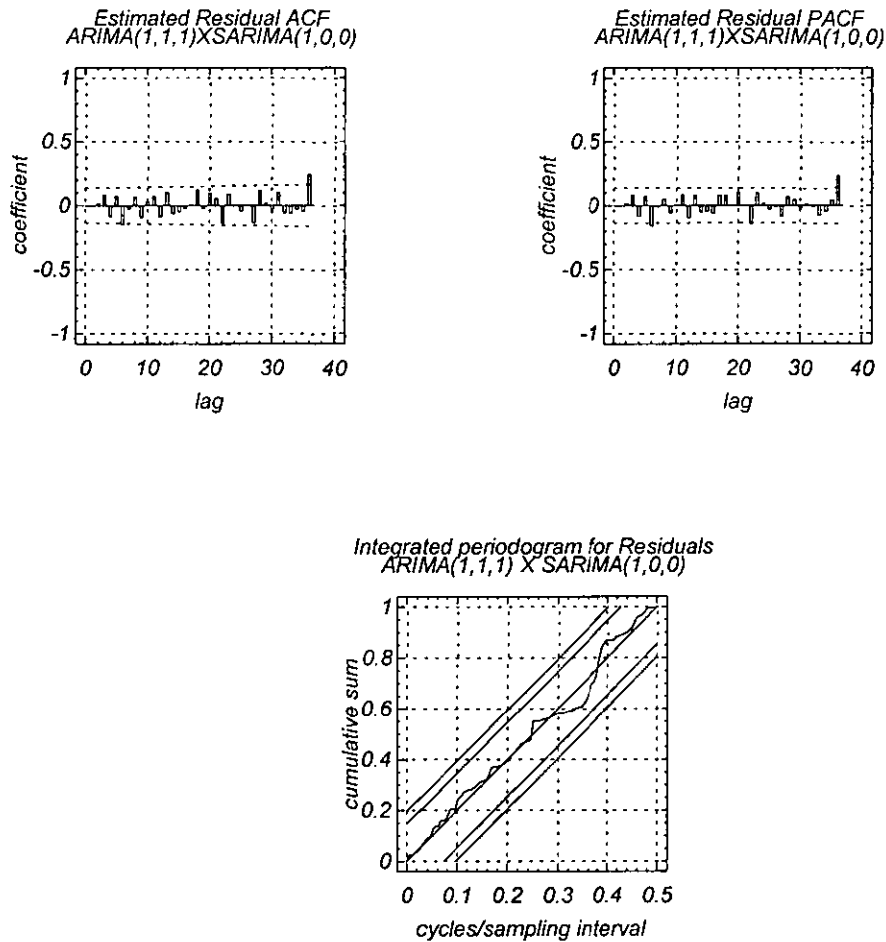 Estimated Residual ACF
ARIMA(1,1,1)XSARIMA(1,0,0)
1
0.5
0
-0.5
-1
coefficient
0 10 20 30 40
lag
Estimated Residual PACF
ARIMA(1,1,1)XSARIMA(1,0,0)
1
0.5
0
-0.5
-1
coefficient
0 10 20 30 40
lag
Integrated periodogram for Residuals
ARIMA(1,1,1) X SARIMA(1,0,0)
1
0.8
0.6
0.4
0.2
0
cumulative sum
0 0.1 0.2 0.3 0.4 0.5
cycles/sampling interval